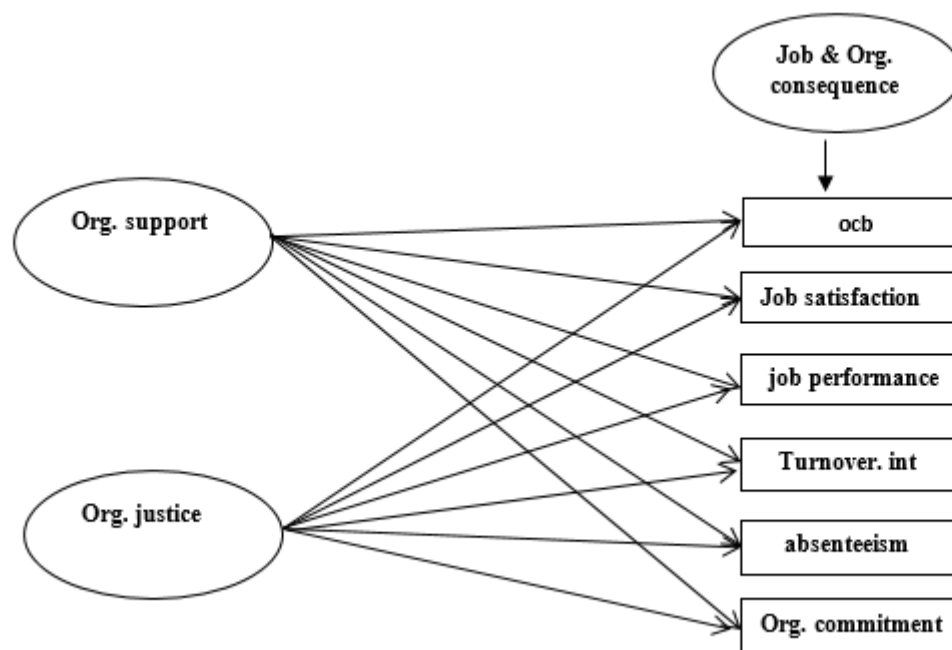 Job & Org.
consequence
Org. support
ocb
Job satisfaction
job performance
Turnover. int
Org. justice
absenteeism
Org. commitment